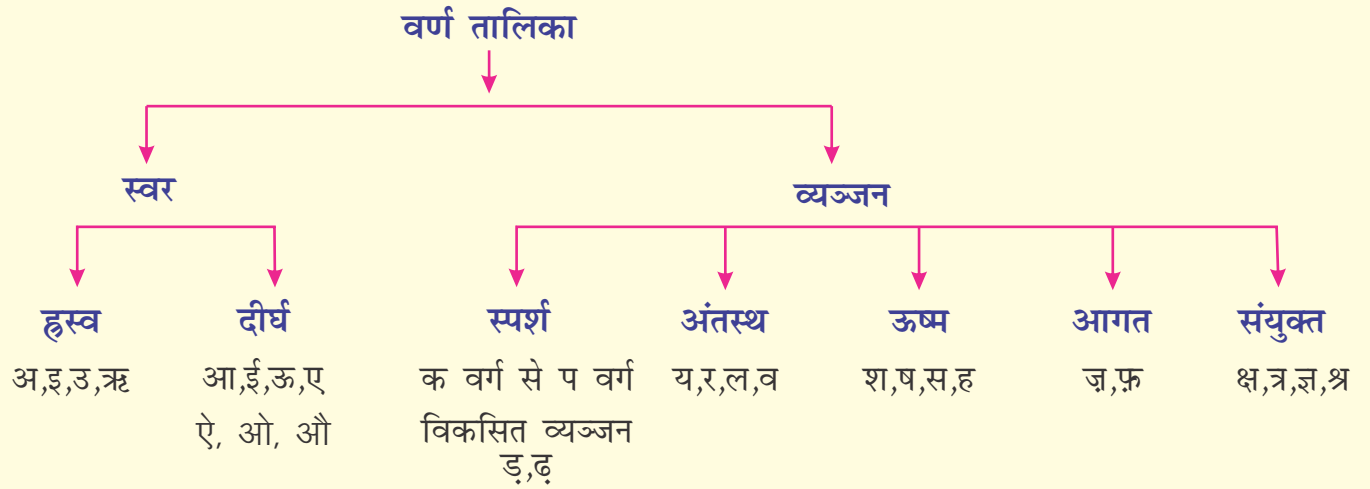 वर्ण तालिका
स्वर व्यञ्जन
ह्रस्व दीर्घ स्पर्श अंतस्थ ऊष्म आगत संयुक्त
अ,इ,उ,ऋ आ,ई,ऊ,ए क वर्ग से प वर्ग य,र,ल,व श,ष,स,ह ज़,फ़ क्ष,त्र,ज्ञ,श्र
ऐ, ओ, औ विकसित व्यञ्जन
ड़,ढ़